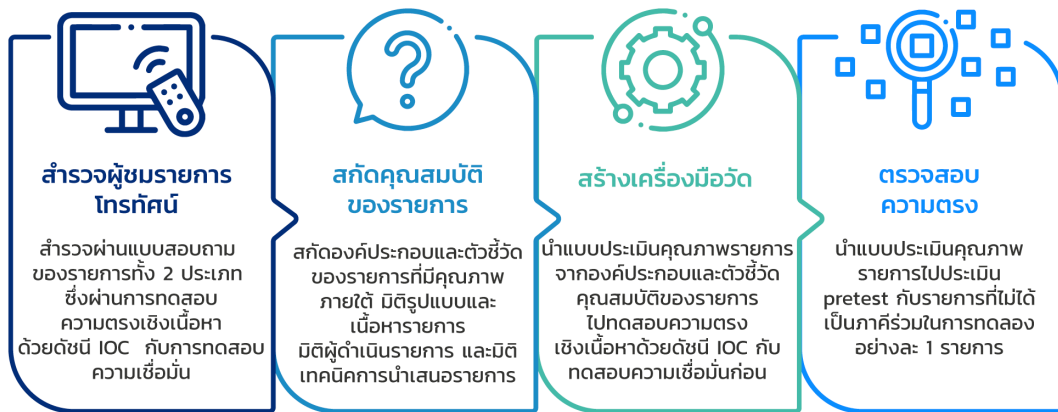 สำรวจผู้ชมรายการ
โทรทัศน์
สำรวจผ่านแบบสอบถาม
ของรายการทั้ง 2 ประเภท
ซึ่งผ่านการทดสอบ
ความตรงเชิงเนื้อหา
ด้วยดัชนี IOC กับการทดสอบ
ความเชื่อมั่น
สกัดคุณสมบัติ
ของรายการ
สกัดองค์ประกอบและตัวชี้วัด
ของรายการที่มีคุณภาพ
ภายใต้ มิติรูปแบบและ
เนื้อหารายการ
มิติผู้ดำเนินรายการ และมิติ
เทคนิคการนำเสนอรายการ
สร้างเครื่องมือวัด
นำแบบประเมินคุณภาพรายการ
จากองค์ประกอบและตัวชี้วัด
คุณสมบัติของรายการ
ไปทดสอบความตรง
เชิงเนื้อหาด้วยดัชนี IOC กับ
ทดสอบความเชื่อมั่นก่อน
ตรวจสอบ
ความตรง
นำแบบประเมินคุณภาพ
รายการไปประเมิน
pretest กับรายการที่ไม่ได้
เป็นภาคีร่วมในการทดลอง
อย่างละ 1 รายการ